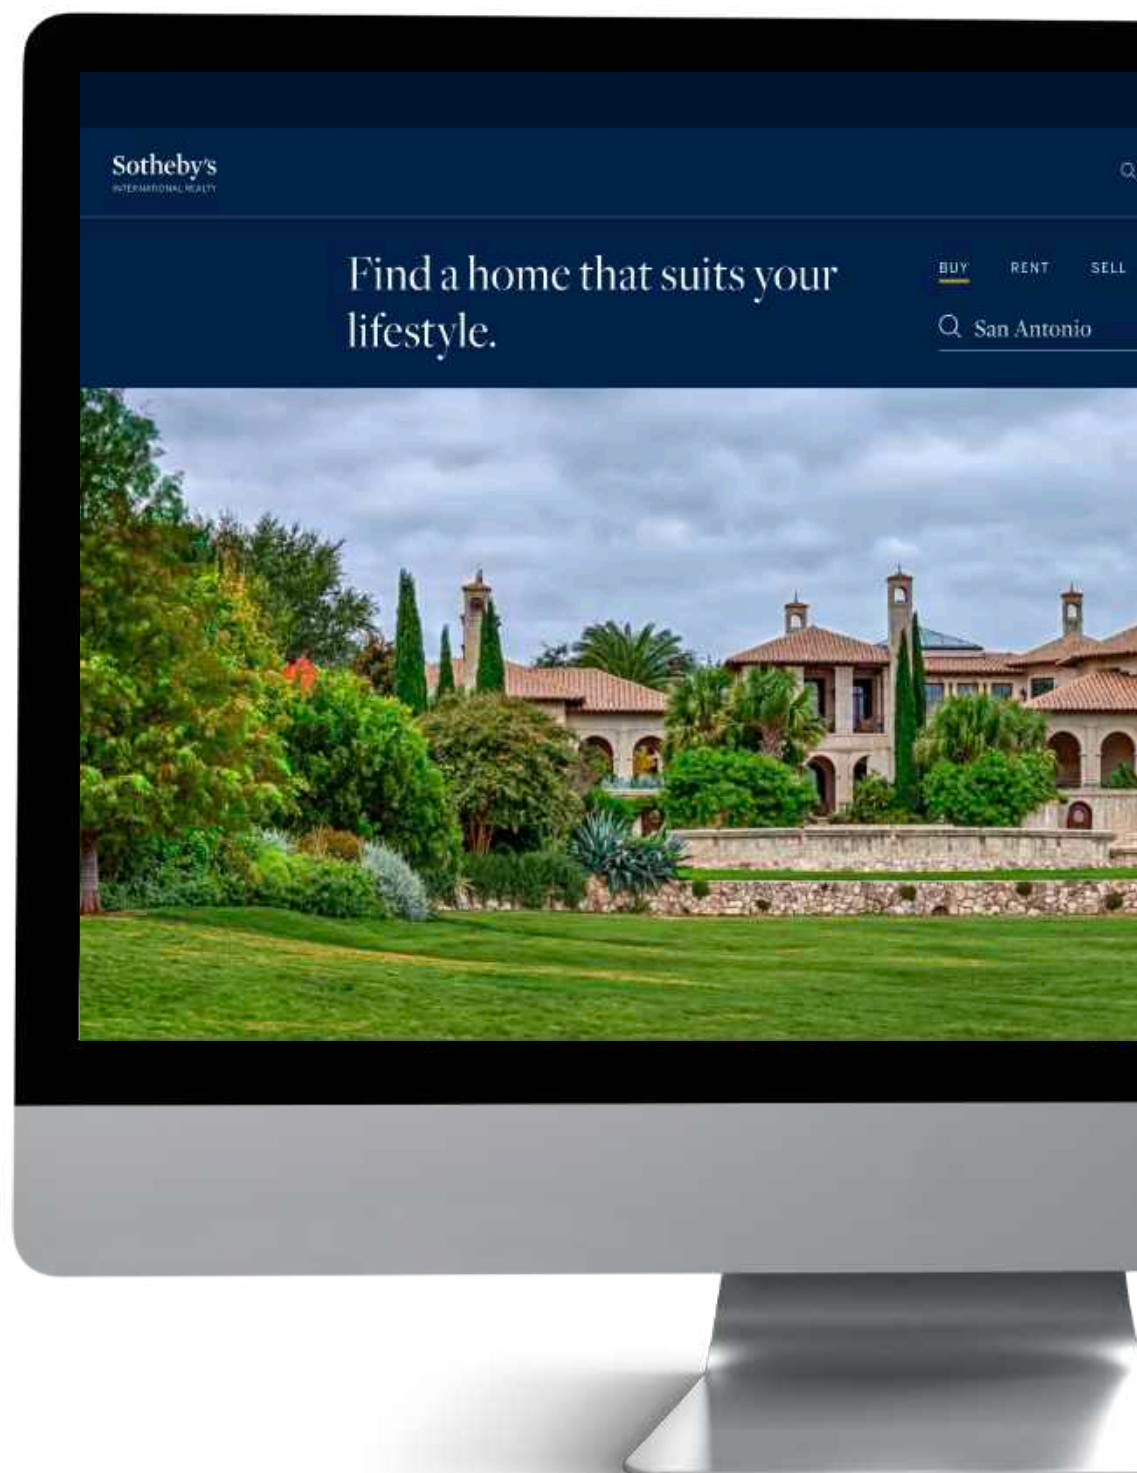 Sotheby's
INTERNATIONAL REALTY
Find a home that suits your
lifestyle.
BUY RENT SELL
San Antonio